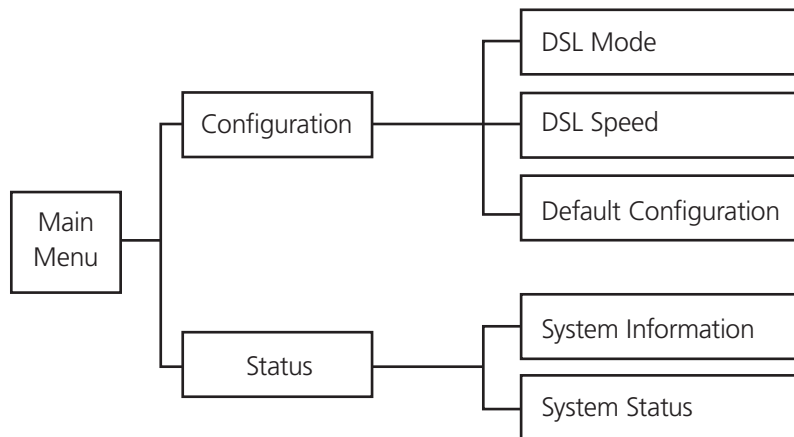 Main
Menu
Configuration
DSL Mode
DSL Speed
Default Configuration
Status
System Information
System Status